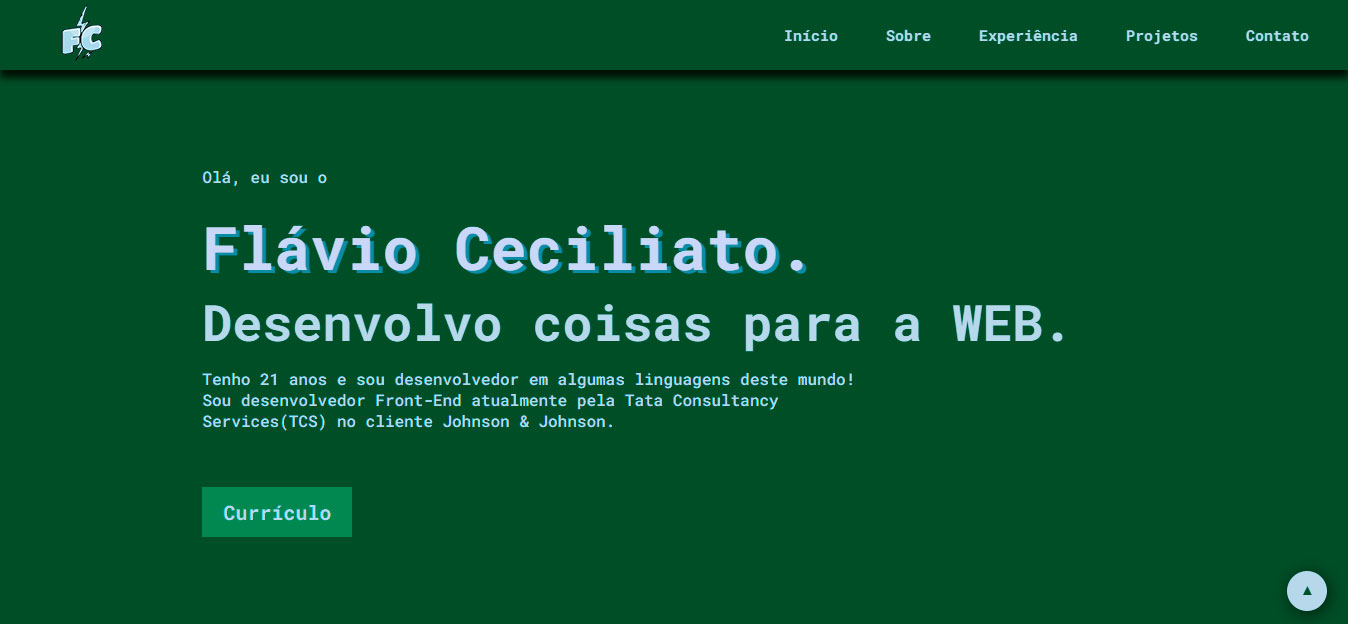 FC
Início Sobre Experiência Projetos Contato
Olá, eu sou o
Flávio Ceciliato.
Desenvolvo coisas para a WEB.
Tenho 21 anos e sou desenvolvedor em algumas linguagens deste mundo!
Sou desenvolvedor Front-End atualmente pela Tata Consultancy
Services(TCS) no cliente Johnson & Johnson.
Currículo